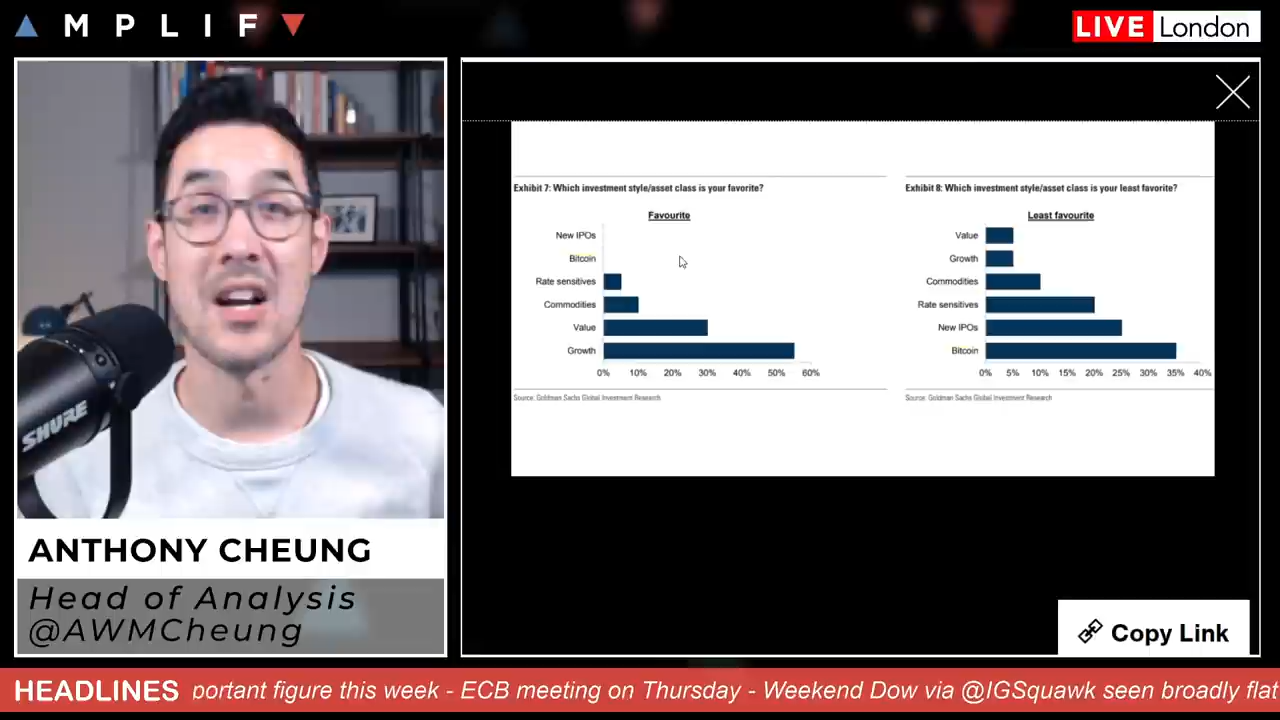 AMPLIFY
LIVE London
Exhibit 7: Which investment style/asset class is your favorite?
Favourite
New IPOs
Bitcoin
Rate sensitives
Commodities
Value
Growth
0% 10% 20% 30% 40% 50% 60%
Source: Goldman Sachs Global Investment Research
Exhibit 8: Which investment style/asset class is your least favorite?
Least favourite
Value
Growth
Commodities
Rate sensitives
New IPOs
Bitcoin
0% 5% 10% 15% 20% 25% 30% 35% 40%
Source: Goldman Sachs Global Investment Research
SHURE
ANTHONY CHEUNG
Head of Analysis
@AWMCheung
Copy Link
HEADLINES portant figure this week - ECB meeting on Thursday - Weekend Dow via @IGSquawk seen broadly flat